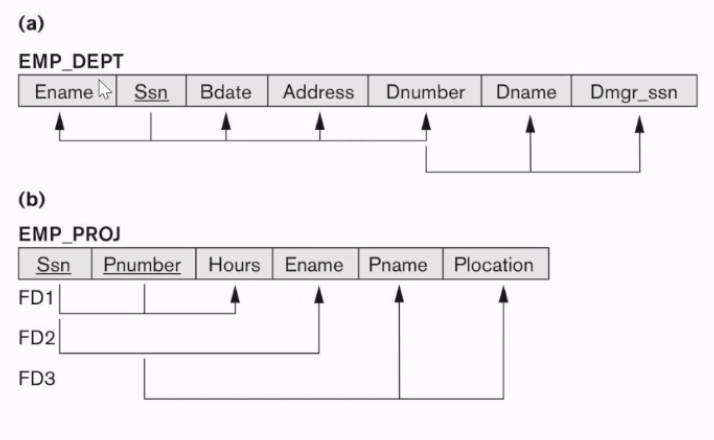 (a)
EMP_DEPT
Ename Ssn Bdate Address Dnumber Dname Dmgr_ssn
(b)
EMP_PROJ
Ssn Pnumber Hours Ename Pname Plocation
FD1
FD2
FD3